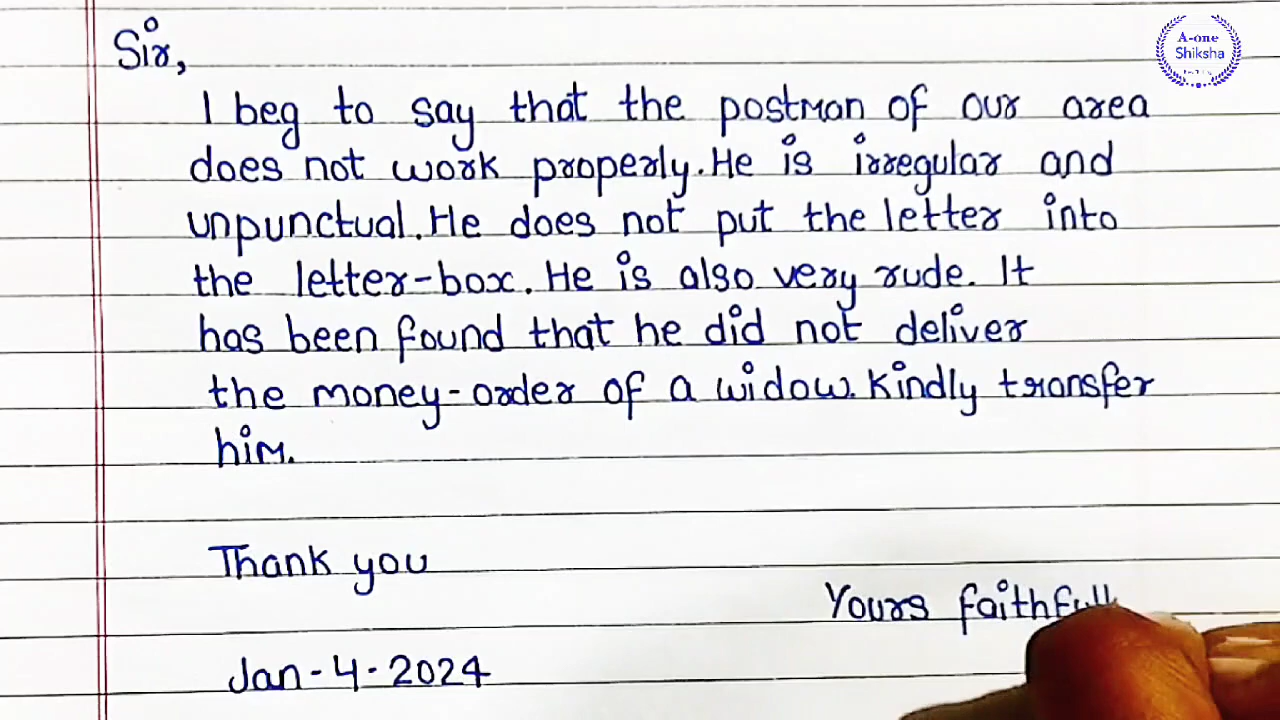 A-one
Shiksha
Sir,
I beg to say that the postman of our area
does not work properly. He is irregular and
unpunctual. He does not put the letter into
the letter-box. He is also very rude. It
has been found that he did not deliver
the money-order of a widow. Kindly transfer
him.
Thank you
Yours faithfull
Jan-4-2024